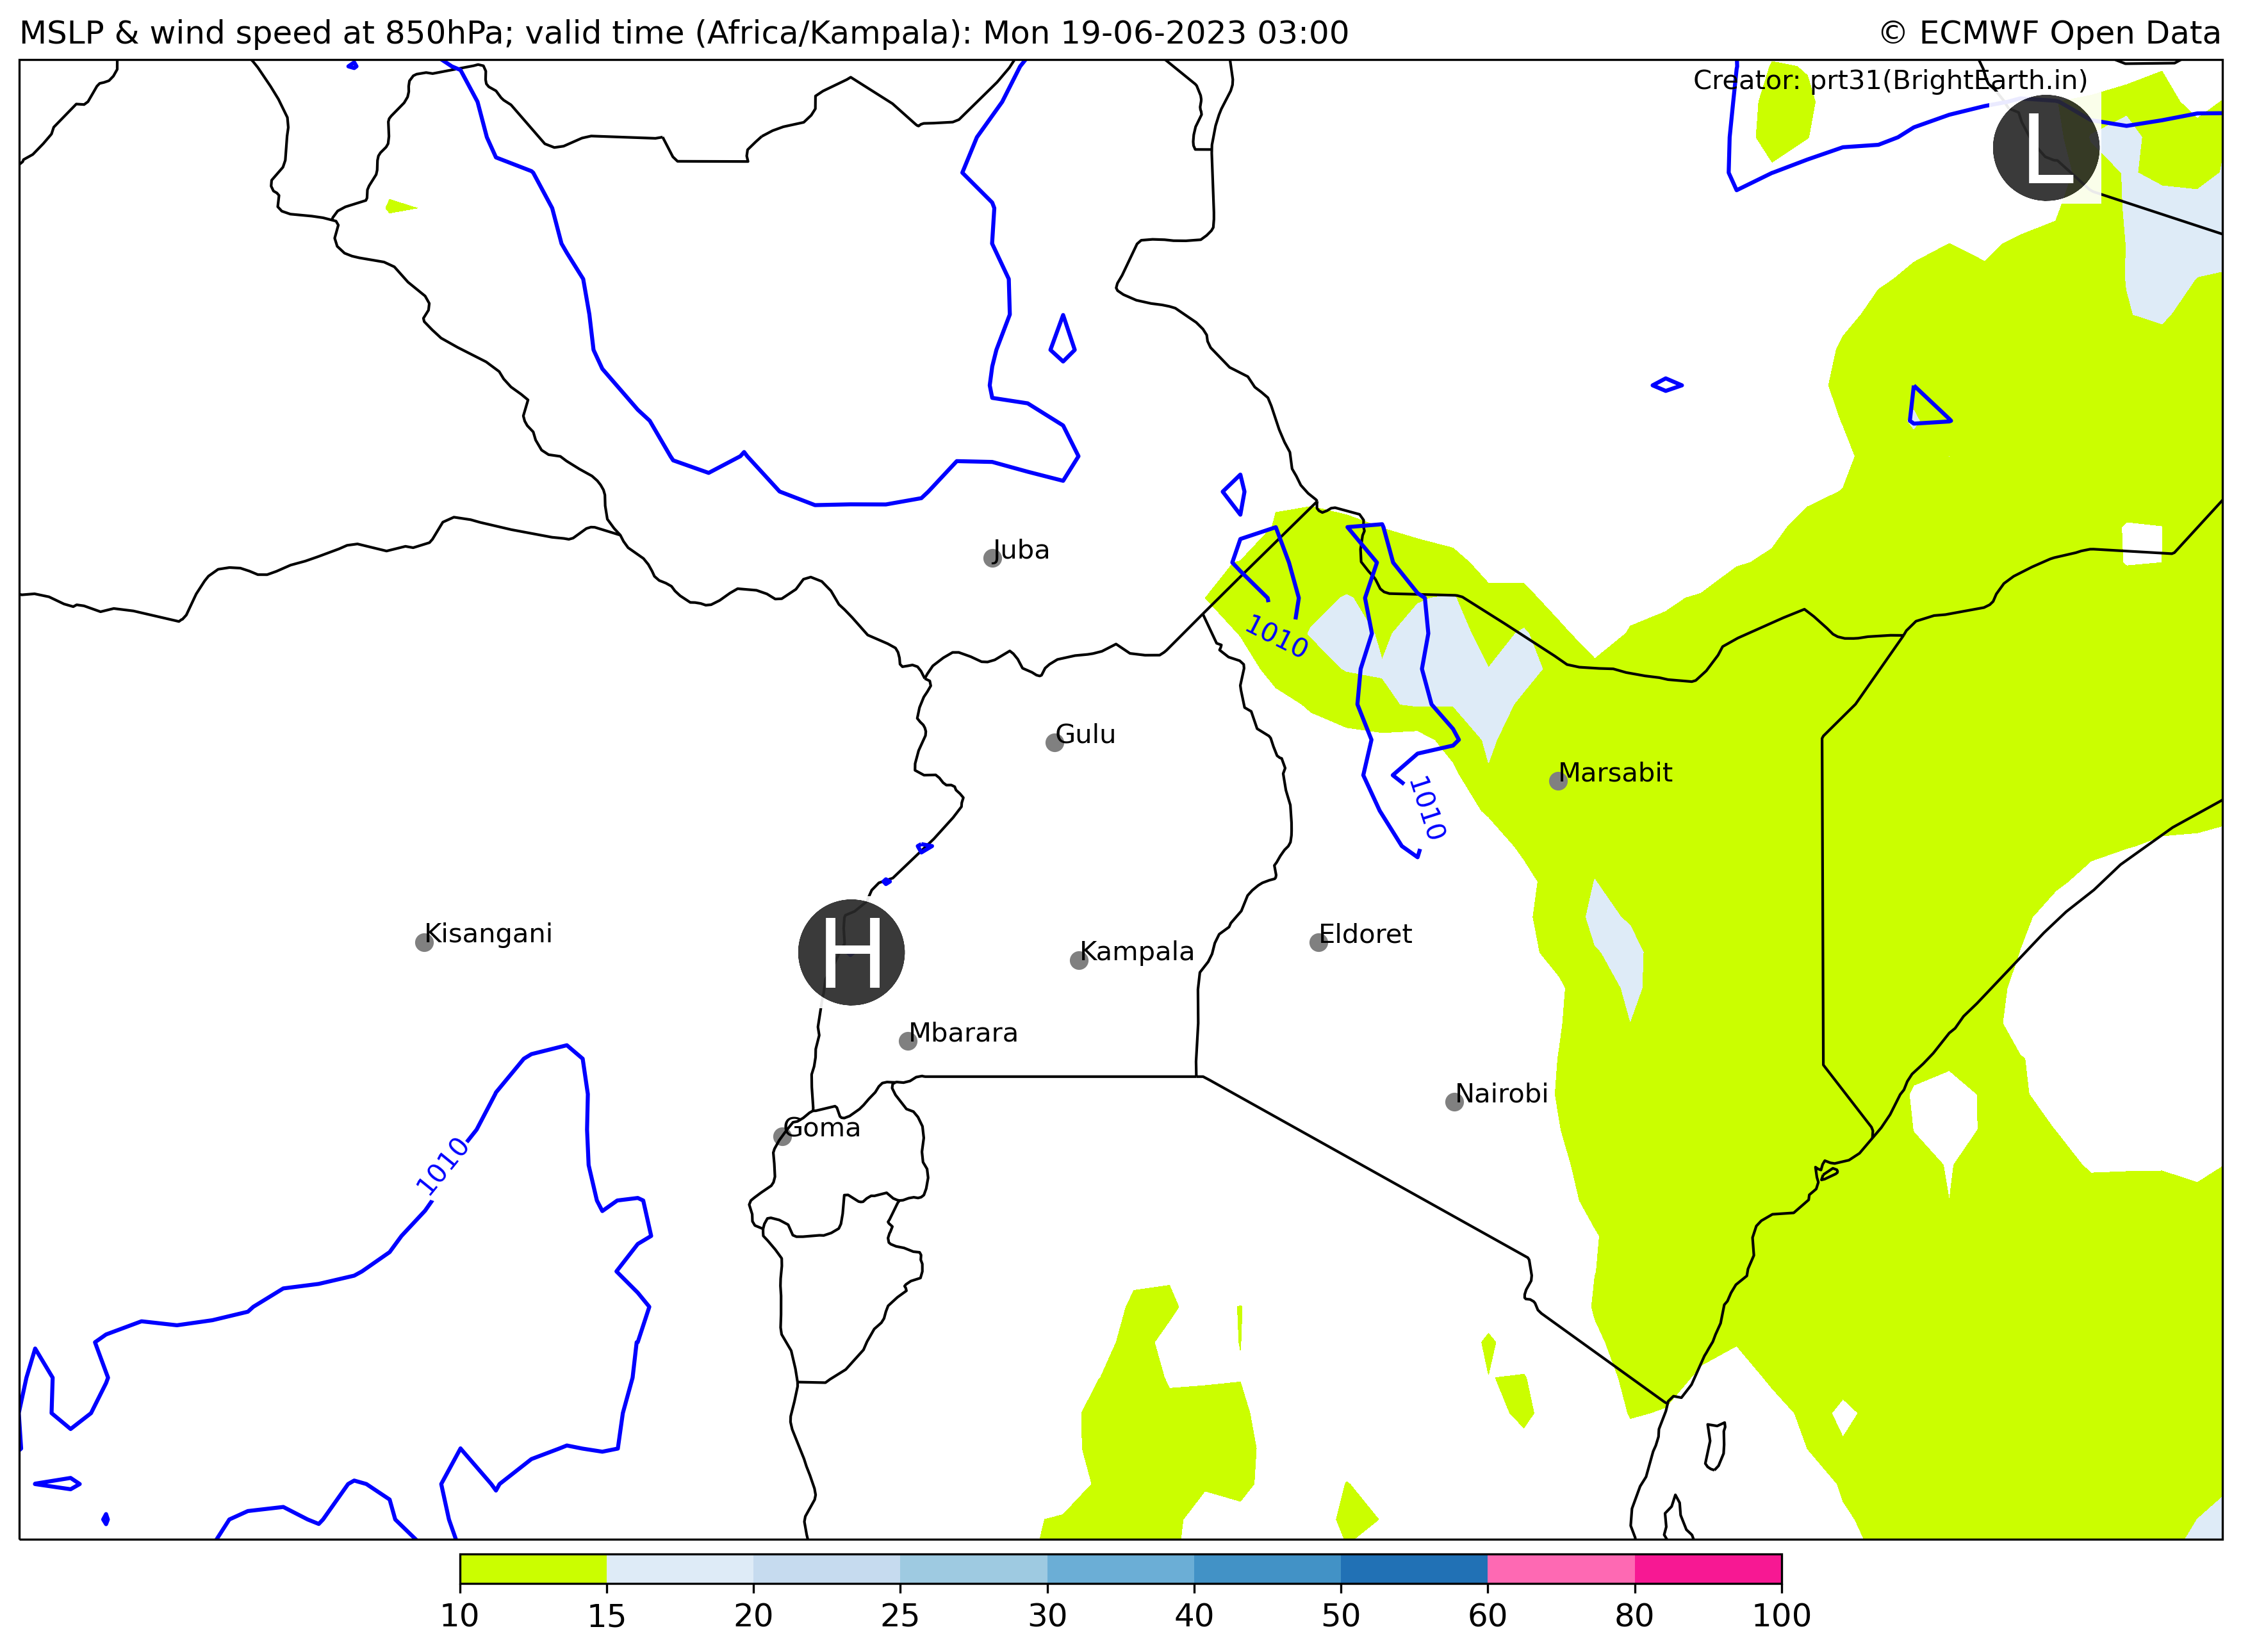 MSLP & wind speed at 850hPa; valid time (Africa/Kampala): Mon 19-06-2023 03:00
© ECMWF Open Data
Creator: prt31(BrightEarth.in)
L
Juba
1010
Gulu
Marsabit
1010
Kisangani
H
Kampala
Eldoret
Mbarara
Nairobi
Goma
1010
10 15 20 25 30 40 50 60 80 100